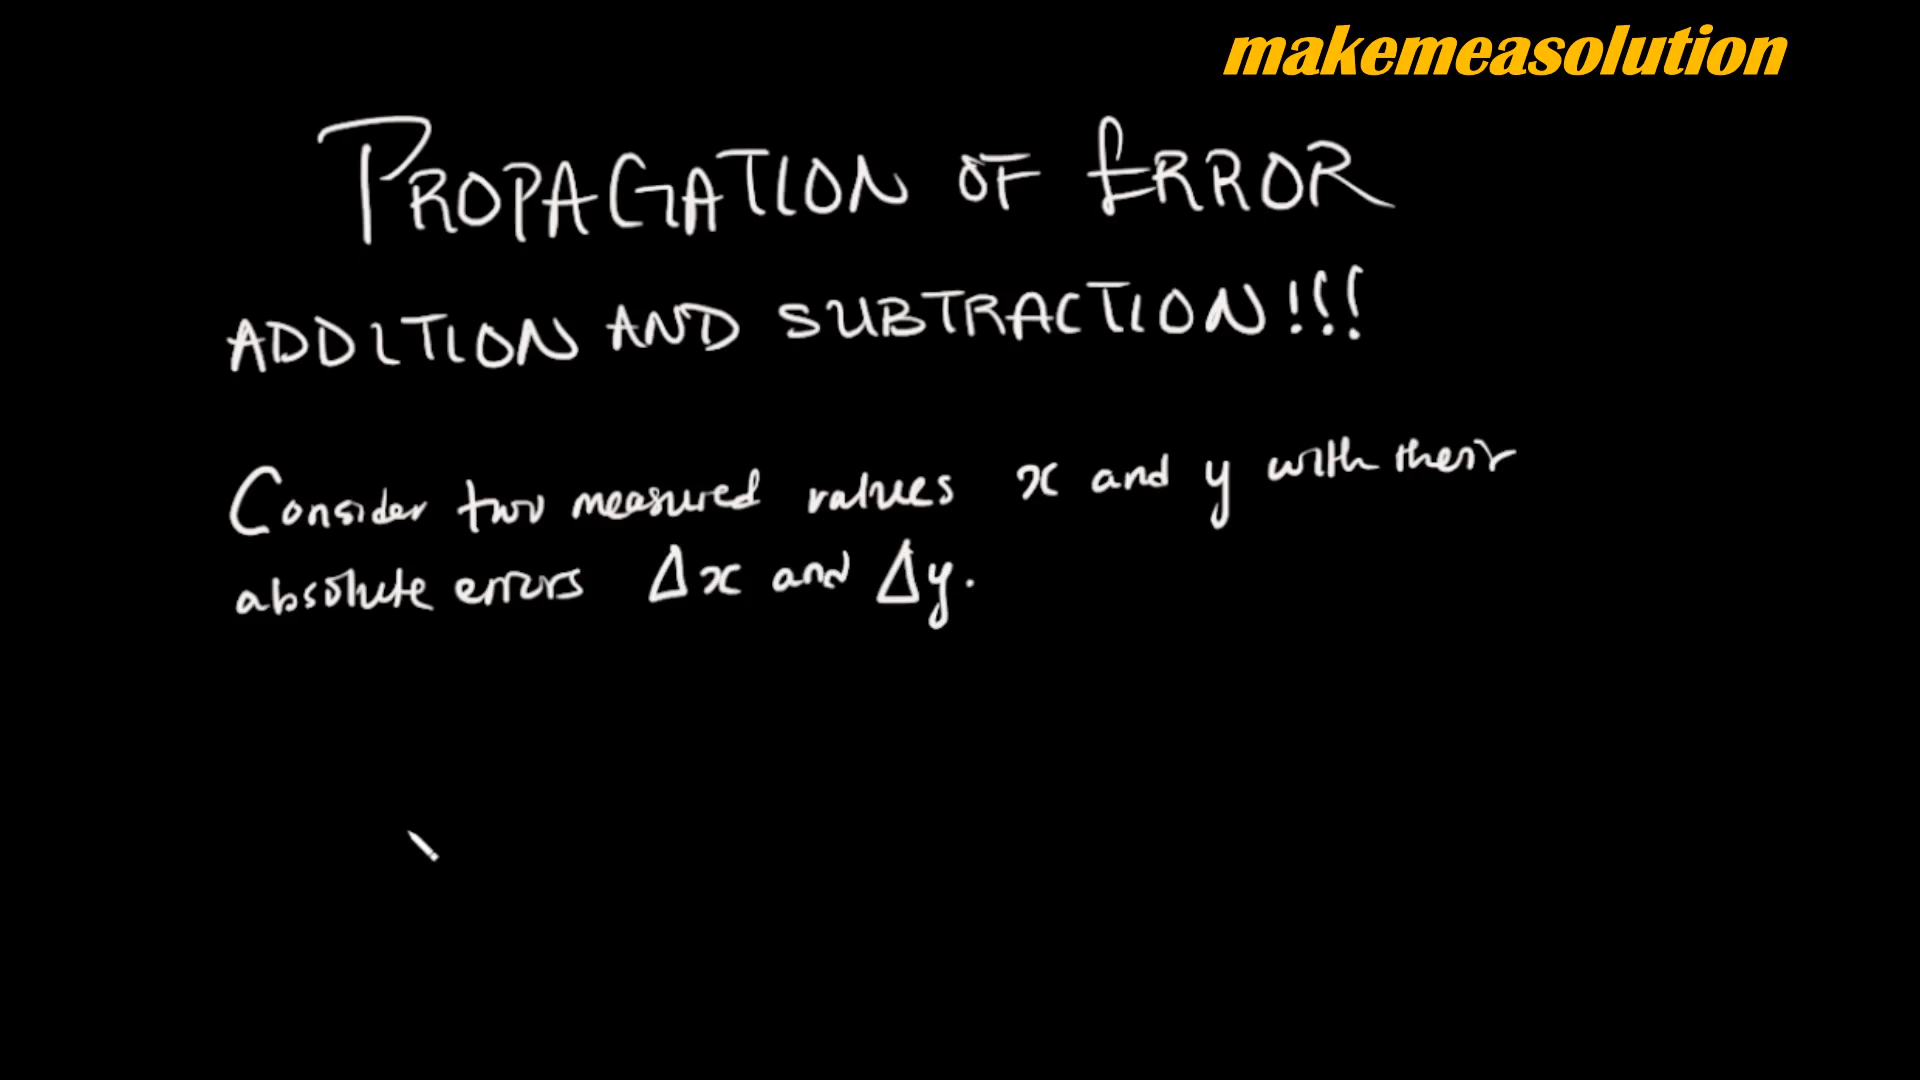 makemeasolution
PROPAGATION OF ERROR
ADDITION AND SUBTRACTION!!!
Consider two measured values x and y with their
absolute errors Δx and Δy.